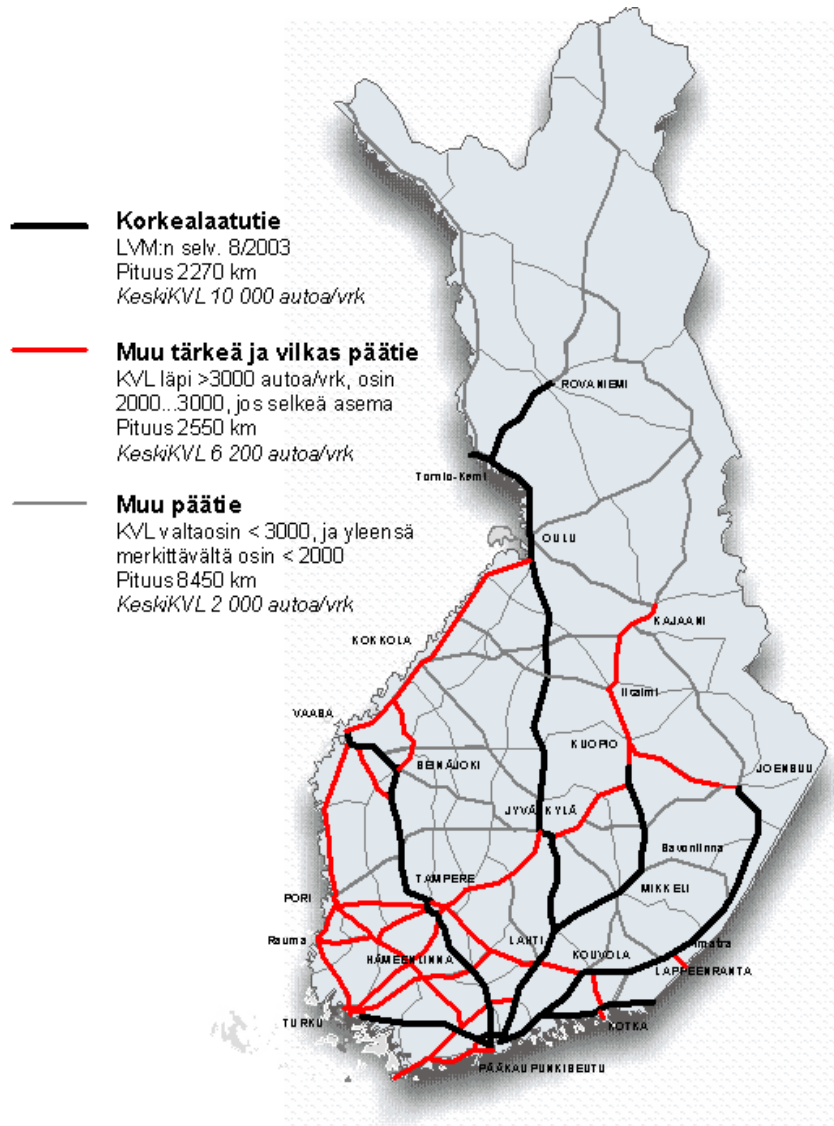 Korkealaatutie
LVM:n selv. 8/2003
Pituus 2270 km
KeskiKVL 10 000 autoa/vrk
Muu tärkeä ja vilkas päätie
KVL läpi >3000 autoa/vrk, osin
2000...3000, jos selkeä asema
Pituus 2550 km
KeskiKVL 6 200 autoa/vrk
Muu päätie
KVL valtaosin < 3000, ja yleensä
merkittävältä osin < 2000
Pituus 8450 km
KeskiKVL 2 000 autoa/vrk
ROVANIEMI
Tornio-Kemi
OULU
KAJAANI
KOKKOLA
Iisalmi
VAASA
KUOPIO
SEINÄJOKI
JOENSUU
JYVÄSKYLÄ
Savonlinna
TAMPERE
MIKKELI
PORI
Rauma
LAHTI
KOUVOLA
Imatra
HÄMEENLINNA
LAPPEENRANTA
TURKU
KOTKA
PÄÄKAUPUNKISEUTU